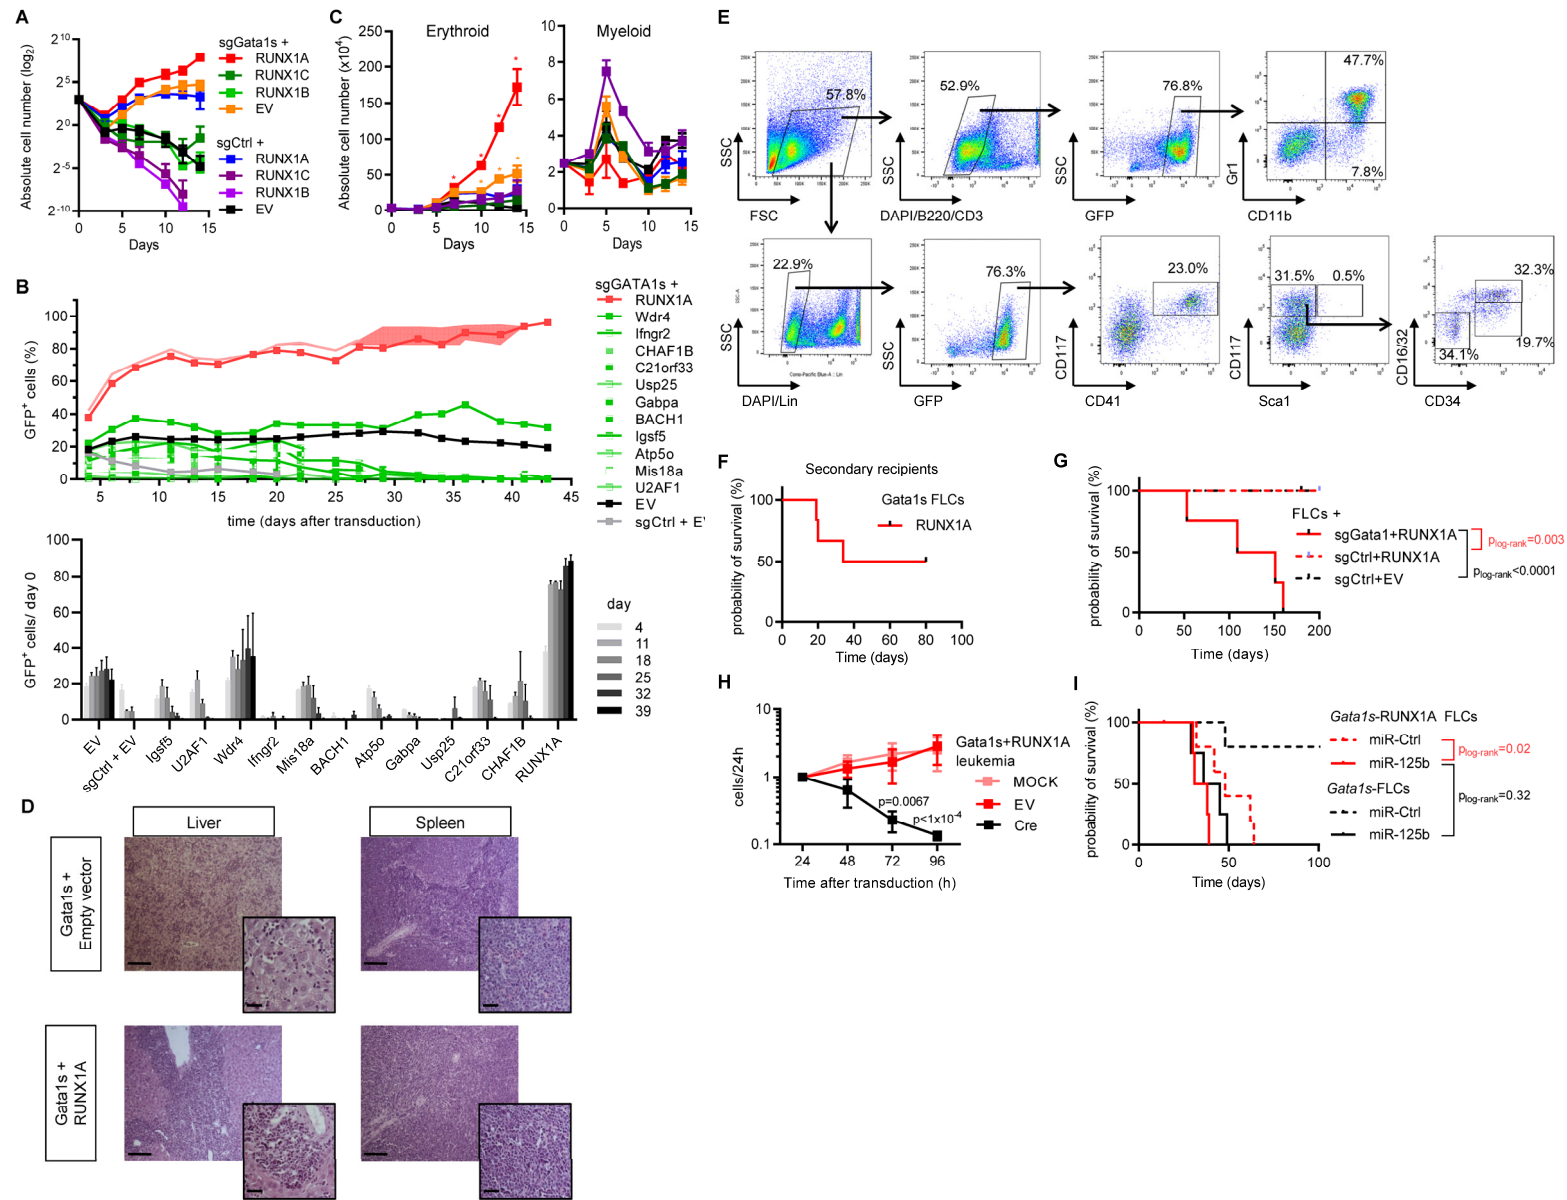 A
Absolute cell number (log2)
2^10
2^5
2^0
2^-5
2^-10
0 5 10 15
Days
sgGata1s +
RUNX1A
RUNX1C
RUNX1B
EV
sgCtrl +
RUNX1A
RUNX1C
RUNX1B
EV
C
Absolute cell number (x10^4)
Erythroid
250
200
150
100
50
0
0 5 10 15
Days
* * * *
Myeloid
10
8
6
4
2
0
0 5 10 15
Days
B
GFP+ cells (%)
100
80
60
40
20
0
0 5 10 15 20 25 30 35 40 45
time (days after transduction)
sgGATA1s +
RUNX1A
Wdr4
Ifngr2
CHAF1B
C21orf33
Usp25
Gabpa
BACH1
Igsf5
Atp5o
Mis18a
U2AF1
EV
sgCtrl + EV
GFP+ cells/ day 0
100
80
60
40
20
0
EV
sgCtrl + EV
Igsf5
U2AF1
Wdr4
Ifngr2
Mis18a
BACH1
Atp5o
Gabpa
Usp25
C21orf33
CHAF1B
RUNX1A
day
4
11
18
25
32
39
D
Liver
Spleen
Gata1s +
Empty vector
Gata1s +
RUNX1A
E
57.8%
SSC
FSC
52.9%
SSC
DAPI/B220/CD3
76.8%
SSC
GFP
47.7%
7.8%
Gr1
CD11b
22.9%
SSC
DAPI/Lin
Comp-Pacific Blue-A :: Lin
SSC-A
76.3%
SSC
GFP
23.0%
CD117
CD41
31.5%
0.5%
CD117
Sca1
32.3%
19.7%
34.1%
CD16/32
CD34
F
Secondary recipients
probability of survival (%)
100
50
0
0 20 40 60 80 100
Time (days)
Gata1s FLCs
RUNX1A
G
probability of survival (%)
100
50
0
0 50 100 150 200
Time (days)
FLCs +
sgGata1+RUNX1A
sgCtrl+RUNX1A
sgCtrl+EV
plog-rank=0.003
plog-rank<0.0001
H
cells/24h
10
1
0.1
24 48 72 96
Time after transduction (h)
p=0.0067
p<1x10^-4
Gata1s+RUNX1A
leukemia
MOCK
EV
Cre
I
probability of survival (%)
100
50
0
0 50 100
Time (days)
Gata1s-RUNX1A FLCs
miR-Ctrl
miR-125b
Gata1s-FLCs
miR-Ctrl
miR-125b
plog-rank=0.02
plog-rank=0.32